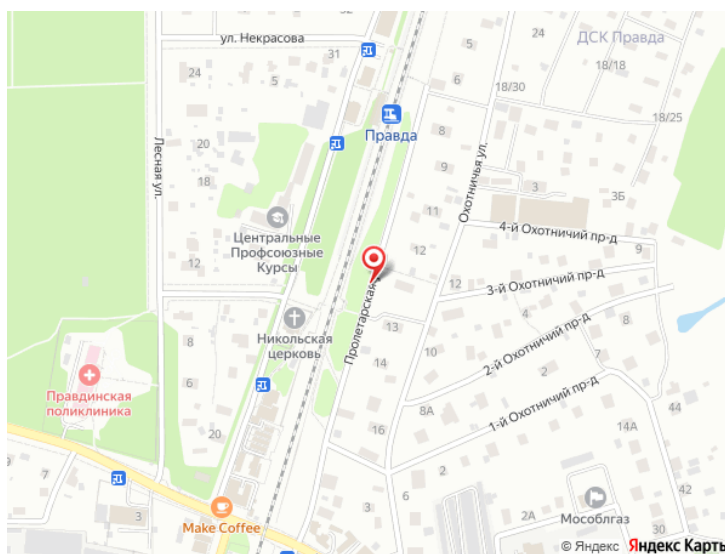 32
24
ДСК Правда
ул. Некрасова
31
5
24
6
18/18
5
18/30
20
Правда
8
18/25
Лесная ул.
18
3
3Б
Охотничья ул.
11
4-й Охотничий пр-д
Центральные
Профсоюзные
Курсы
12
12
9
12
3-й Охотничий пр-д
Пролетарская
13
8
Никольская
церковь
8
2-й Охотничий пр-д
10
14
7
6
Правдинская
поликлиника
8А
1-й Охотничий пр-д
44
16
14А
20
9
7
3
6
Мособлгаз
42
Make Coffee
3
2А
30
32
© Яндекс Яндекс Карты